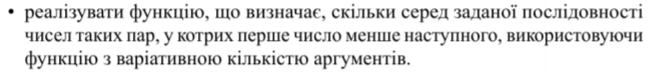 • реалізувати функцію, що визначає, скільки серед заданої послідовності
чисел таких пар, у котрих перше число менше наступного, використовуючи
функцію з варіативною кількістю аргументів.